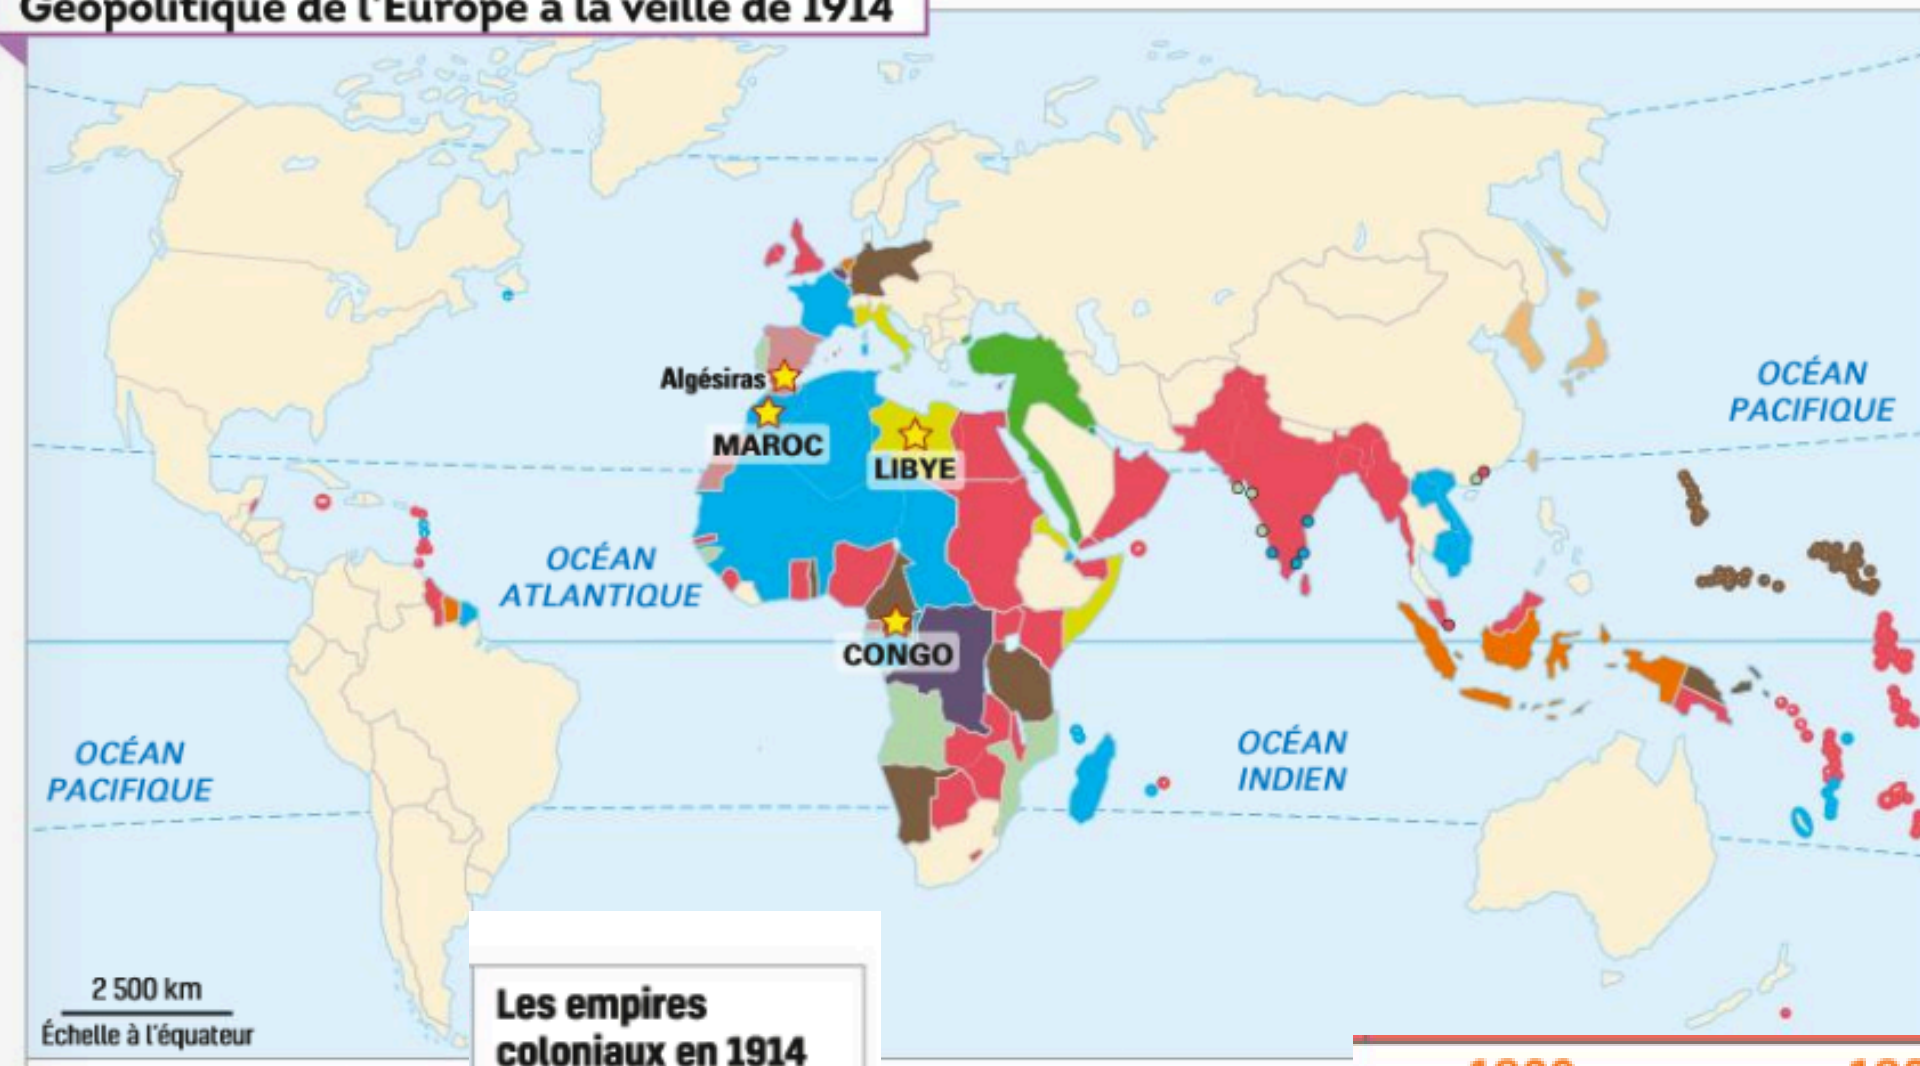 Géopolitique de l'Europe à la veille de 1914
Algésiras
MAROC
LIBYE
OCÉAN
PACIFIQUE
OCÉAN
ATLANTIQUE
CONGO
OCÉAN
PACIFIQUE
OCÉAN
INDIEN
2 500 km
Échelle à l'équateur
Les empires
coloniaux en 1914